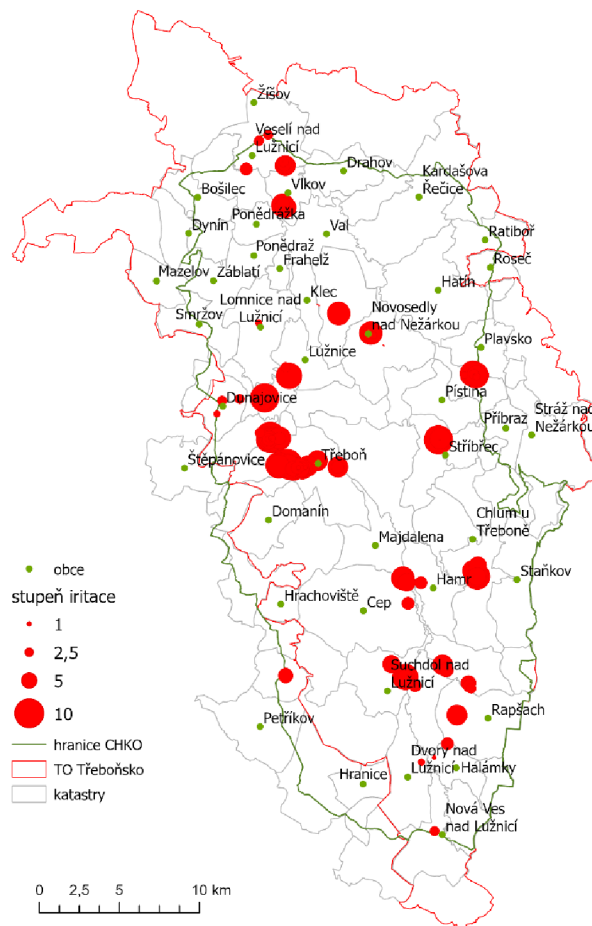 Žíšov
Veselí nad
Lužnicí
Drahov
Kardašova
Řečice
Bošilec
Vlkov
Ponědrážka
Dynín
Val
Ratiboř
Ponědraž
Frahelž
Roseč
Mazelov
Záblatí
Hatín
Lomnice nad
Lužnicí
Klec
Novosedly
nad Nežárkou
Smržov
Plavsko
Lužnice
Dunajovice
Pístina
Příbraz
Stráž nad
Nežárkou
Štěpánovice
Třeboň
Stříbřec
Domanín
Chlum u
Třeboně
Majdalena
obce
stupeň iritace
Hamr
Staňkov
Hrachoviště
Cep
1
2,5
5
10
Suchdol nad
Lužnicí
Rapšach
Petříkov
hranice CHKO
TO Třeboňsko
katastry
Dvory nad
Lužnicí
Halámky
Hranice
Nová Ves
nad Lužnicí
0 2,5 5 10 km